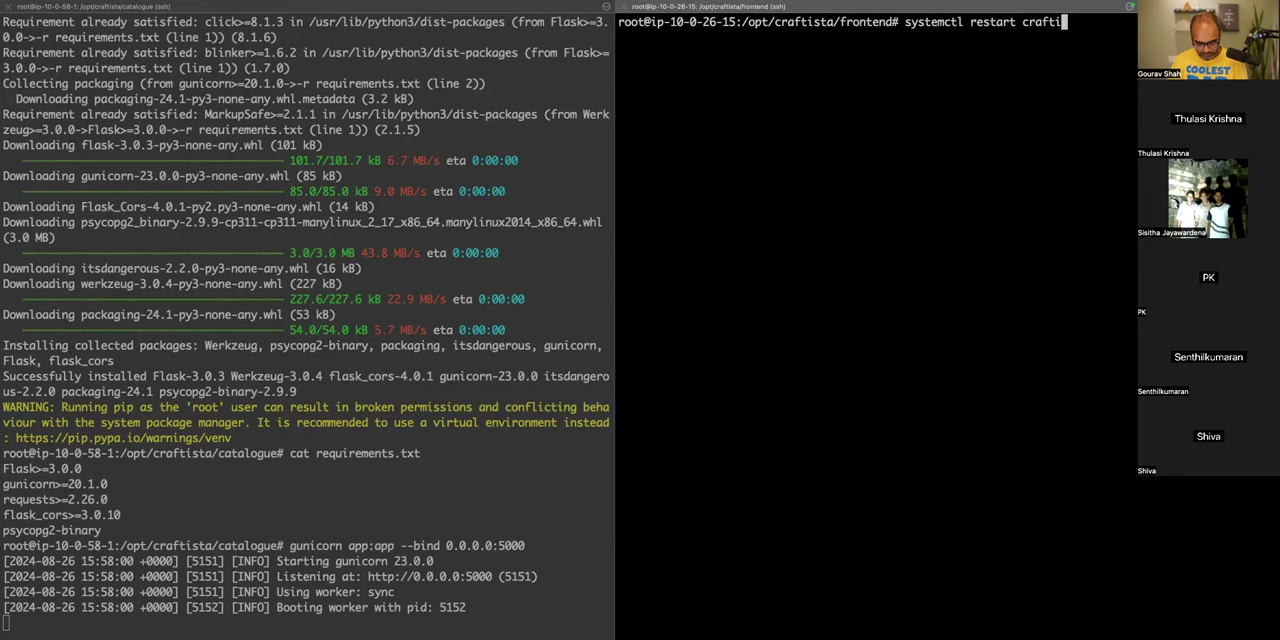 root@ip-10-0-58-1: /opt/craftista/catalogue (ssh)
Requirement already satisfied: click>=8.1.3 in /usr/lib/python3/dist-packages (from Flask>=3.
0.0->-r requirements.txt (line 1)) (8.1.6)
Requirement already satisfied: blinker>=1.6.2 in /usr/lib/python3/dist-packages (from Flask>=
3.0.0->-r requirements.txt (line 1)) (1.7.0)
Collecting packaging (from gunicorn>=20.1.0->-r requirements.txt (line 2))
Downloading packaging-24.1-py3-none-any.whl.metadata (3.2 kB)
Requirement already satisfied: MarkupSafe>=2.1.1 in /usr/lib/python3/dist-packages (from Werk
zeug>=3.0.0->Flask>=3.0.0->-r requirements.txt (line 1)) (2.1.5)
Downloading flask-3.0.3-py3-none-any.whl (101 kB)
101.7/101.7 kB 6.7 MB/s eta 0:00:00
Downloading gunicorn-23.0.0-py3-none-any.whl (85 kB)
85.0/85.0 kB 9.0 MB/s eta 0:00:00
Downloading Flask_Cors-4.0.1-py2.py3-none-any.whl (14 kB)
Downloading psycopg2_binary-2.9.9-cp311-cp311-manylinux_2_17_x86_64.manylinux2014_x86_64.whl
(3.0 MB)
3.0/3.0 MB 43.8 MB/s eta 0:00:00
Downloading itsdangerous-2.2.0-py3-none-any.whl (16 kB)
Downloading werkzeug-3.0.4-py3-none-any.whl (227 kB)
227.6/227.6 kB 22.9 MB/s eta 0:00:00
Downloading packaging-24.1-py3-none-any.whl (53 kB)
54.0/54.0 kB 5.7 MB/s eta 0:00:00
Installing collected packages: Werkzeug, psycopg2-binary, packaging, itsdangerous, gunicorn,
Flask, flask_cors
Successfully installed Flask-3.0.3 Werkzeug-3.0.4 flask_cors-4.0.1 gunicorn-23.0.0 itsdangero
us-2.2.0 packaging-24.1 psycopg2-binary-2.9.9
WARNING: Running pip as the 'root' user can result in broken permissions and conflicting beha
viour with the system package manager. It is recommended to use a virtual environment instead
: https://pip.pypa.io/warnings/venv
root@ip-10-0-58-1:/opt/craftista/catalogue# cat requirements.txt
Flask>=3.0.0
gunicorn>=20.1.0
requests>=2.26.0
flask_cors>=3.0.10
psycopg2-binary
root@ip-10-0-58-1:/opt/craftista/catalogue# gunicorn app:app --bind 0.0.0.0:5000
[2024-08-26 15:58:00 +0000] [5151] [INFO] Starting gunicorn 23.0.0
[2024-08-26 15:58:00 +0000] [5151] [INFO] Listening at: http://0.0.0.0:5000 (5151)
[2024-08-26 15:58:00 +0000] [5151] [INFO] Using worker: sync
[2024-08-26 15:58:00 +0000] [5152] [INFO] Booting worker with pid: 5152
root@ip-10-0-26-15:/opt/craftista/frontend (ssh)
root@ip-10-0-26-15:/opt/craftista/frontend# systemctl restart crafti
COOLEST
Gourav Shah
Thulasi Krishna
Thulasi Krishna
Sisitha Jayawardena
PK
PK
Senthilkumaran
Senthilkumaran
Shiva
Shiva